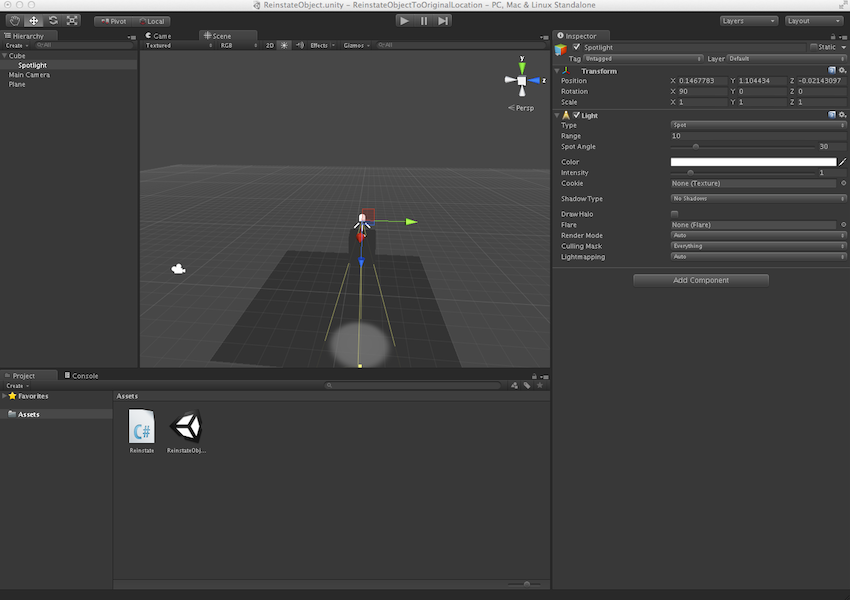 ReinstateObject.unity – ReinstateObjectToOriginalLocation – PC, Mac & Linux Standalone
Pivot Local
Layers Layout
Hierarchy
Create All
Cube
Spotlight
Main Camera
Plane
Game Scene
Textured RGB 2D Effects Gizmos All
y
z
Persp
Inspector
Spotlight Static
Tag Untagged Layer Default
Transform
Position X 0.1467783 Y 1.104434 Z -0.02143097
Rotation X 90 Y 0 Z 0
Scale X 1 Y 1 Z 1
Light
Type Spot
Range 10
Spot Angle 30
Color
Intensity 1
Cookie None (Texture)
Shadow Type No Shadows
Draw Halo
Flare None (Flare)
Render Mode Auto
Culling Mask Everything
Lightmapping Auto
Add Component
Project Console
Create
Favorites
Assets
Assets
C#
Reinstate
ReinstateObj...